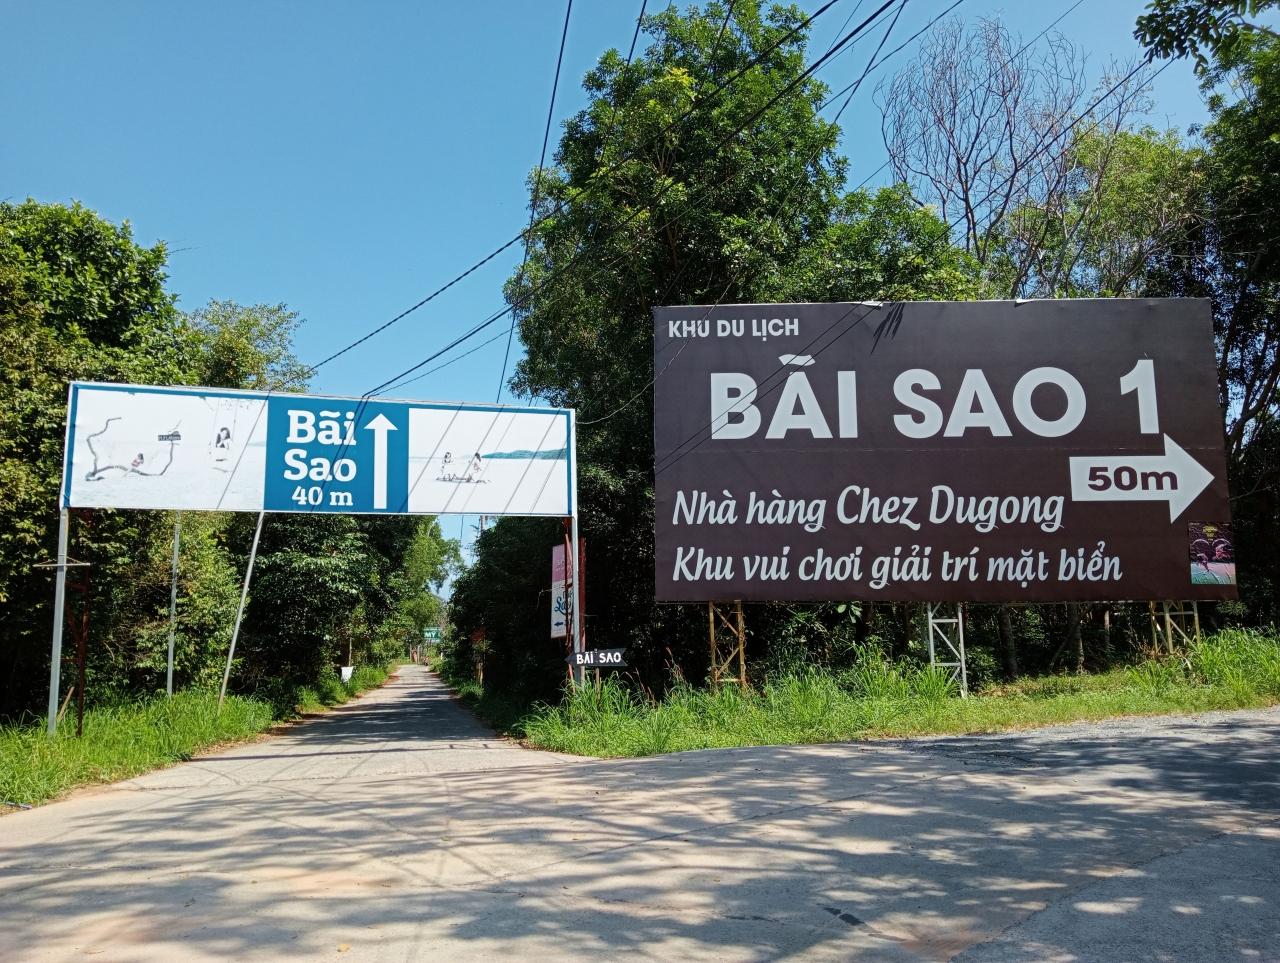 Bãi
Sao
40 m
KHU DU LỊCH
BÃI SAO 1
50m
Nhà hàng Chez Dugong
Khu vui chơi giải trí mặt biển
BÃI SAO
MỸ